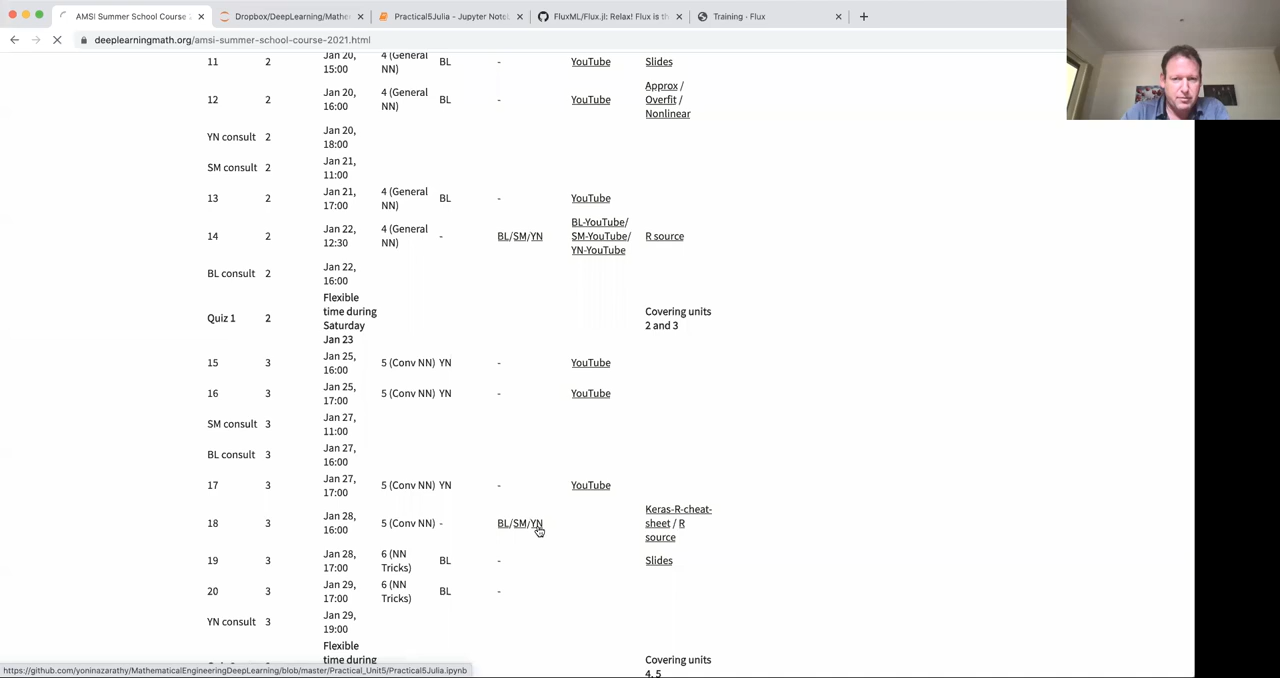 AMSI Summer School Course
Dropbox/DeepLearning/Mathe
Practical5Julia - Jupyter Note
FluxML/Flux.jl: Relax! Flux is th
Training · Flux
deeplearningmath.org/amsi-summer-school-course-2021.html
11 2 Jan 20, 15:00 4 (General NN) BL - YouTube Slides
12 2 Jan 20, 16:00 4 (General NN) BL - YouTube Approx / Overfit / Nonlinear
YN consult 2 Jan 20, 18:00
SM consult 2 Jan 21, 11:00
13 2 Jan 21, 17:00 4 (General NN) BL - YouTube
14 2 Jan 22, 12:30 4 (General NN) - BL/SM/YN BL-YouTube/ SM-YouTube/ YN-YouTube R source
BL consult 2 Jan 22, 16:00
Quiz 1 2 Flexible time during Saturday Jan 23 Covering units 2 and 3
15 3 Jan 25, 16:00 5 (Conv NN) YN - YouTube
16 3 Jan 25, 17:00 5 (Conv NN) YN - YouTube
SM consult 3 Jan 27, 11:00
BL consult 3 Jan 27, 16:00
17 3 Jan 27, 17:00 5 (Conv NN) YN - YouTube
18 3 Jan 28, 16:00 5 (Conv NN) - BL/SM/YN Keras-R-cheat-sheet / R source
19 3 Jan 28, 17:00 6 (NN Tricks) BL - Slides
20 3 Jan 29, 17:00 6 (NN Tricks) BL -
YN consult 3 Jan 29, 19:00
Flexible time during Covering units 4, 5
https://github.com/yoninazarathy/MathematicalEngineeringDeepLearning/blob/master/Practical_Unit5/Practical5Julia.ipynb